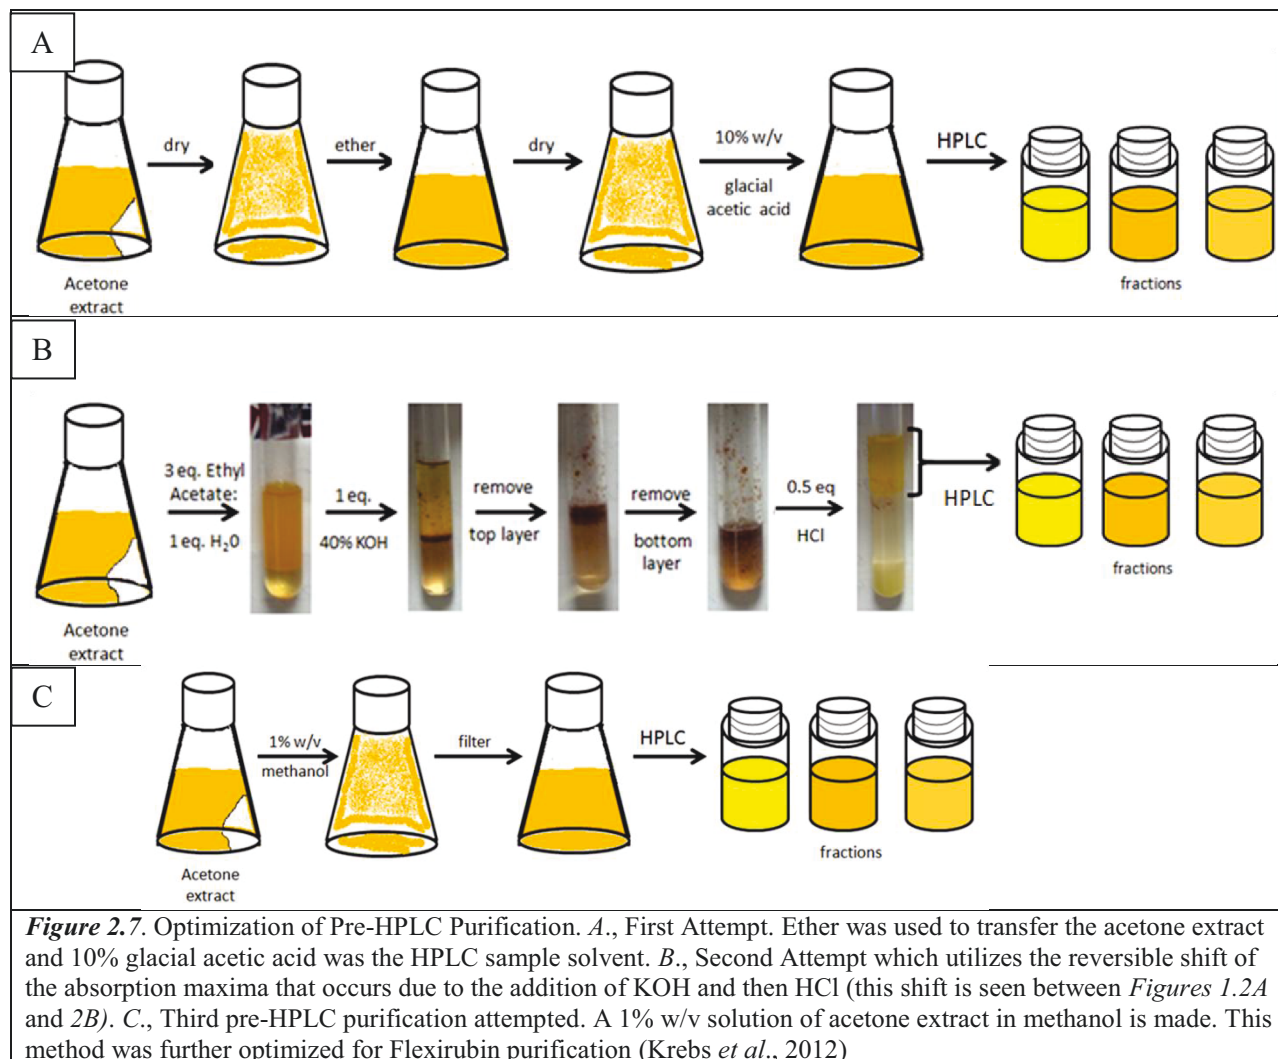 A
dry
ether
dry
10% w/v
glacial
acetic acid
HPLC
Acetone
extract
fractions
B
3 eq. Ethyl
Acetate:
1 eq. H₂O
1 eq.
40% KOH
remove
top layer
remove
bottom
layer
0.5 eq
HCl
HPLC
Acetone
extract
fractions
C
1% w/v
methanol
filter
HPLC
Acetone
extract
fractions
Figure 2.7. Optimization of Pre-HPLC Purification. A., First Attempt. Ether was used to transfer the acetone extract
and 10% glacial acetic acid was the HPLC sample solvent. B., Second Attempt which utilizes the reversible shift of
the absorption maxima that occurs due to the addition of KOH and then HCl (this shift is seen between Figures 1.2A
and 2B). C., Third pre-HPLC purification attempted. A 1% w/v solution of acetone extract in methanol is made. This
method was further optimized for Flexirubin purification (Krebs et al., 2012)